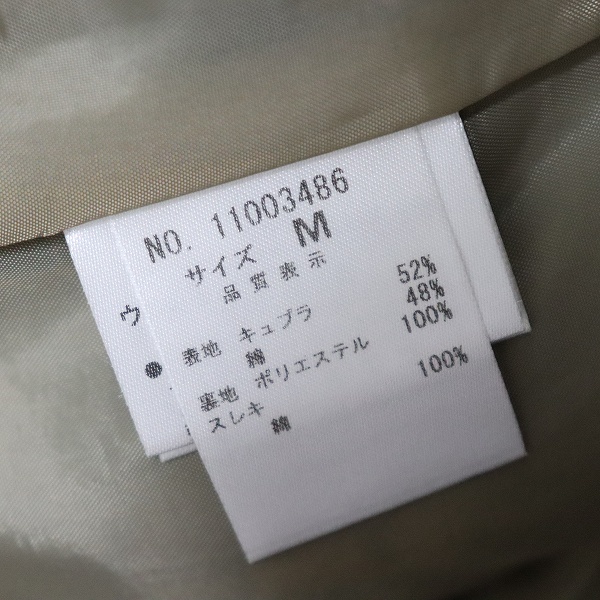 NO. 11003486
サイズ M
品質表示
表地 キュプラ 52%
綿 48%
裏地 ポリエステル 100%
スレキ
綿 100%
ウ
●